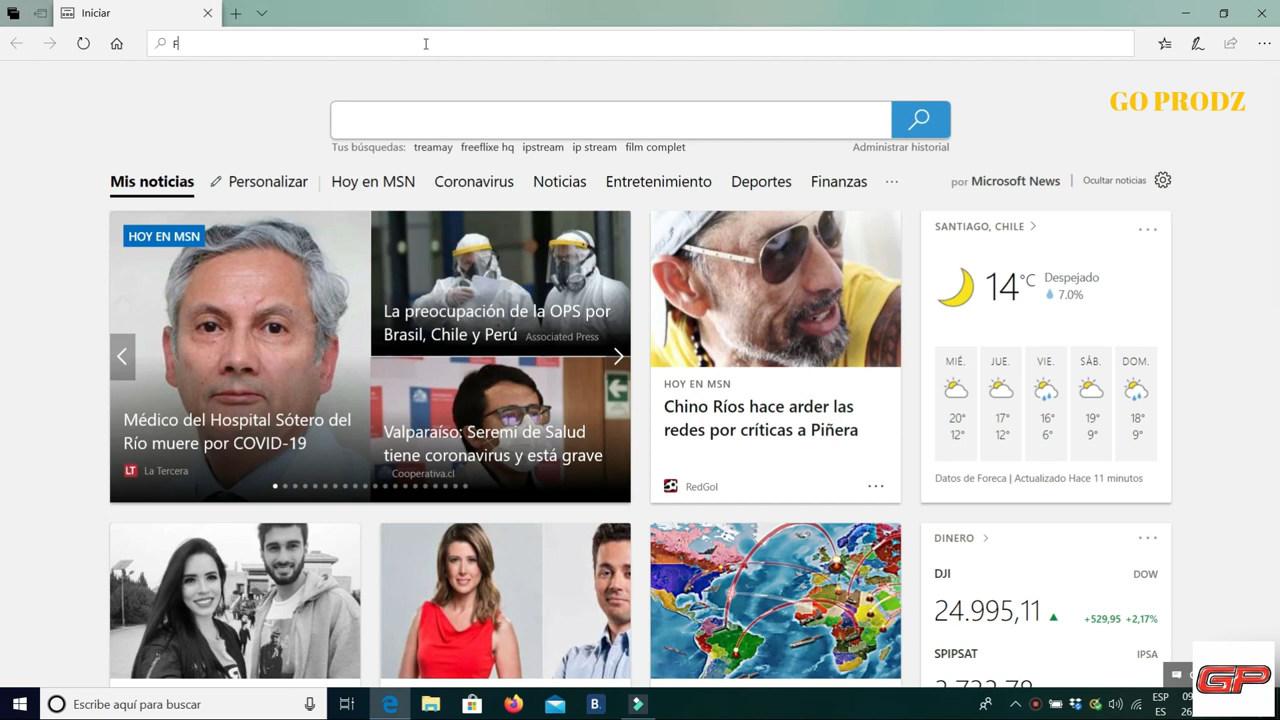 Iniciar
F
GO PRODZ
Tus búsquedas: treamay freeflixe hq ipstream ip stream film complet
Administrar historial
Mis noticias Personalizar Hoy en MSN Coronavirus Noticias Entretenimiento Deportes Finanzas ...
por Microsoft News Ocultar noticias
HOY EN MSN
Médico del Hospital Sótero del
Río muere por COVID-19
LT La Tercera
La preocupación de la OPS por
Brasil, Chile y Perú Associated Press
Valparaíso: Seremi de Salud
tiene coronavirus y está grave
Cooperativa.cl
HOY EN MSN
Chino Ríos hace arder las
redes por críticas a Piñera
RedGol
SANTIAGO, CHILE
14°C
Despejado
7.0%
MIÉ. JUE. VIE. SÁB. DOM.
20° 17° 16° 19° 18°
12° 12° 6° 9° 9°
Datos de Foreca | Actualizado Hace 11 minutos
DINERO
DJI DOW
24.995,11 +529,95 +2,17%
SPIPSAT IPSA
GP
Escribe aquí para buscar
B.
ESP
ES
09
26